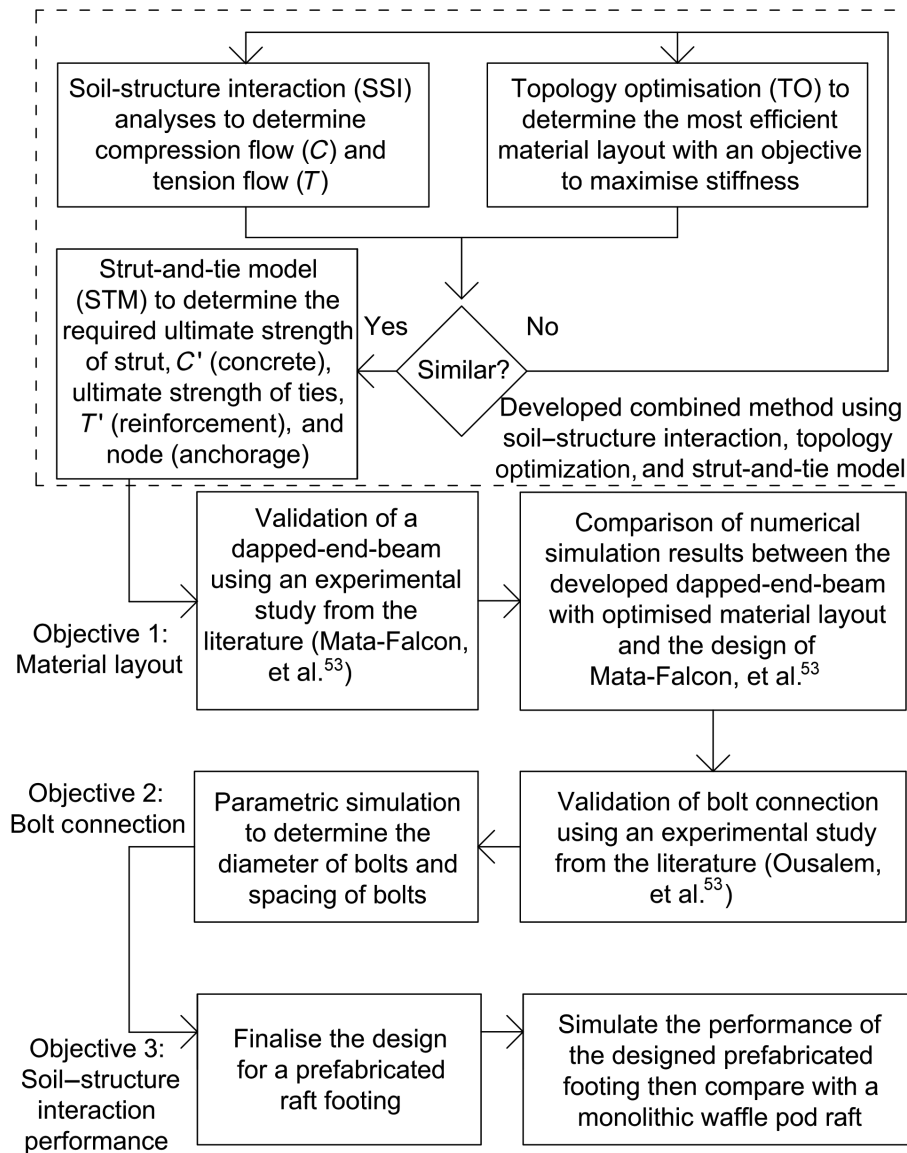 Soil-structure interaction (SSI)
analyses to determine
compression flow (C) and
tension flow (T)
Topology optimisation (TO) to
determine the most efficient
material layout with an objective
to maximise stiffness
Strut-and-tie model
(STM) to determine the
required ultimate strength
of strut, C' (concrete),
ultimate strength of ties,
T' (reinforcement), and
node (anchorage)
Yes
Similar?
No
Developed combined method using
soil–structure interaction, topology
optimization, and strut-and-tie model
Objective 1:
Material layout
Validation of a
dapped-end-beam
using an experimental
study from the
literature (Mata-Falcon,
et al.53)
Comparison of numerical
simulation results between the
developed dapped-end-beam
with optimised material layout
and the design of
Mata-Falcon, et al.53
Objective 2:
Bolt connection
Parametric simulation
to determine the
diameter of bolts and
spacing of bolts
Validation of bolt connection
using an experimental study
from the literature (Ousalem,
et al.53)
Objective 3:
Soil–structure
interaction
performance
Finalise the design
for a prefabricated
raft footing
Simulate the performance of
the designed prefabricated
footing then compare with a
monolithic waffle pod raft